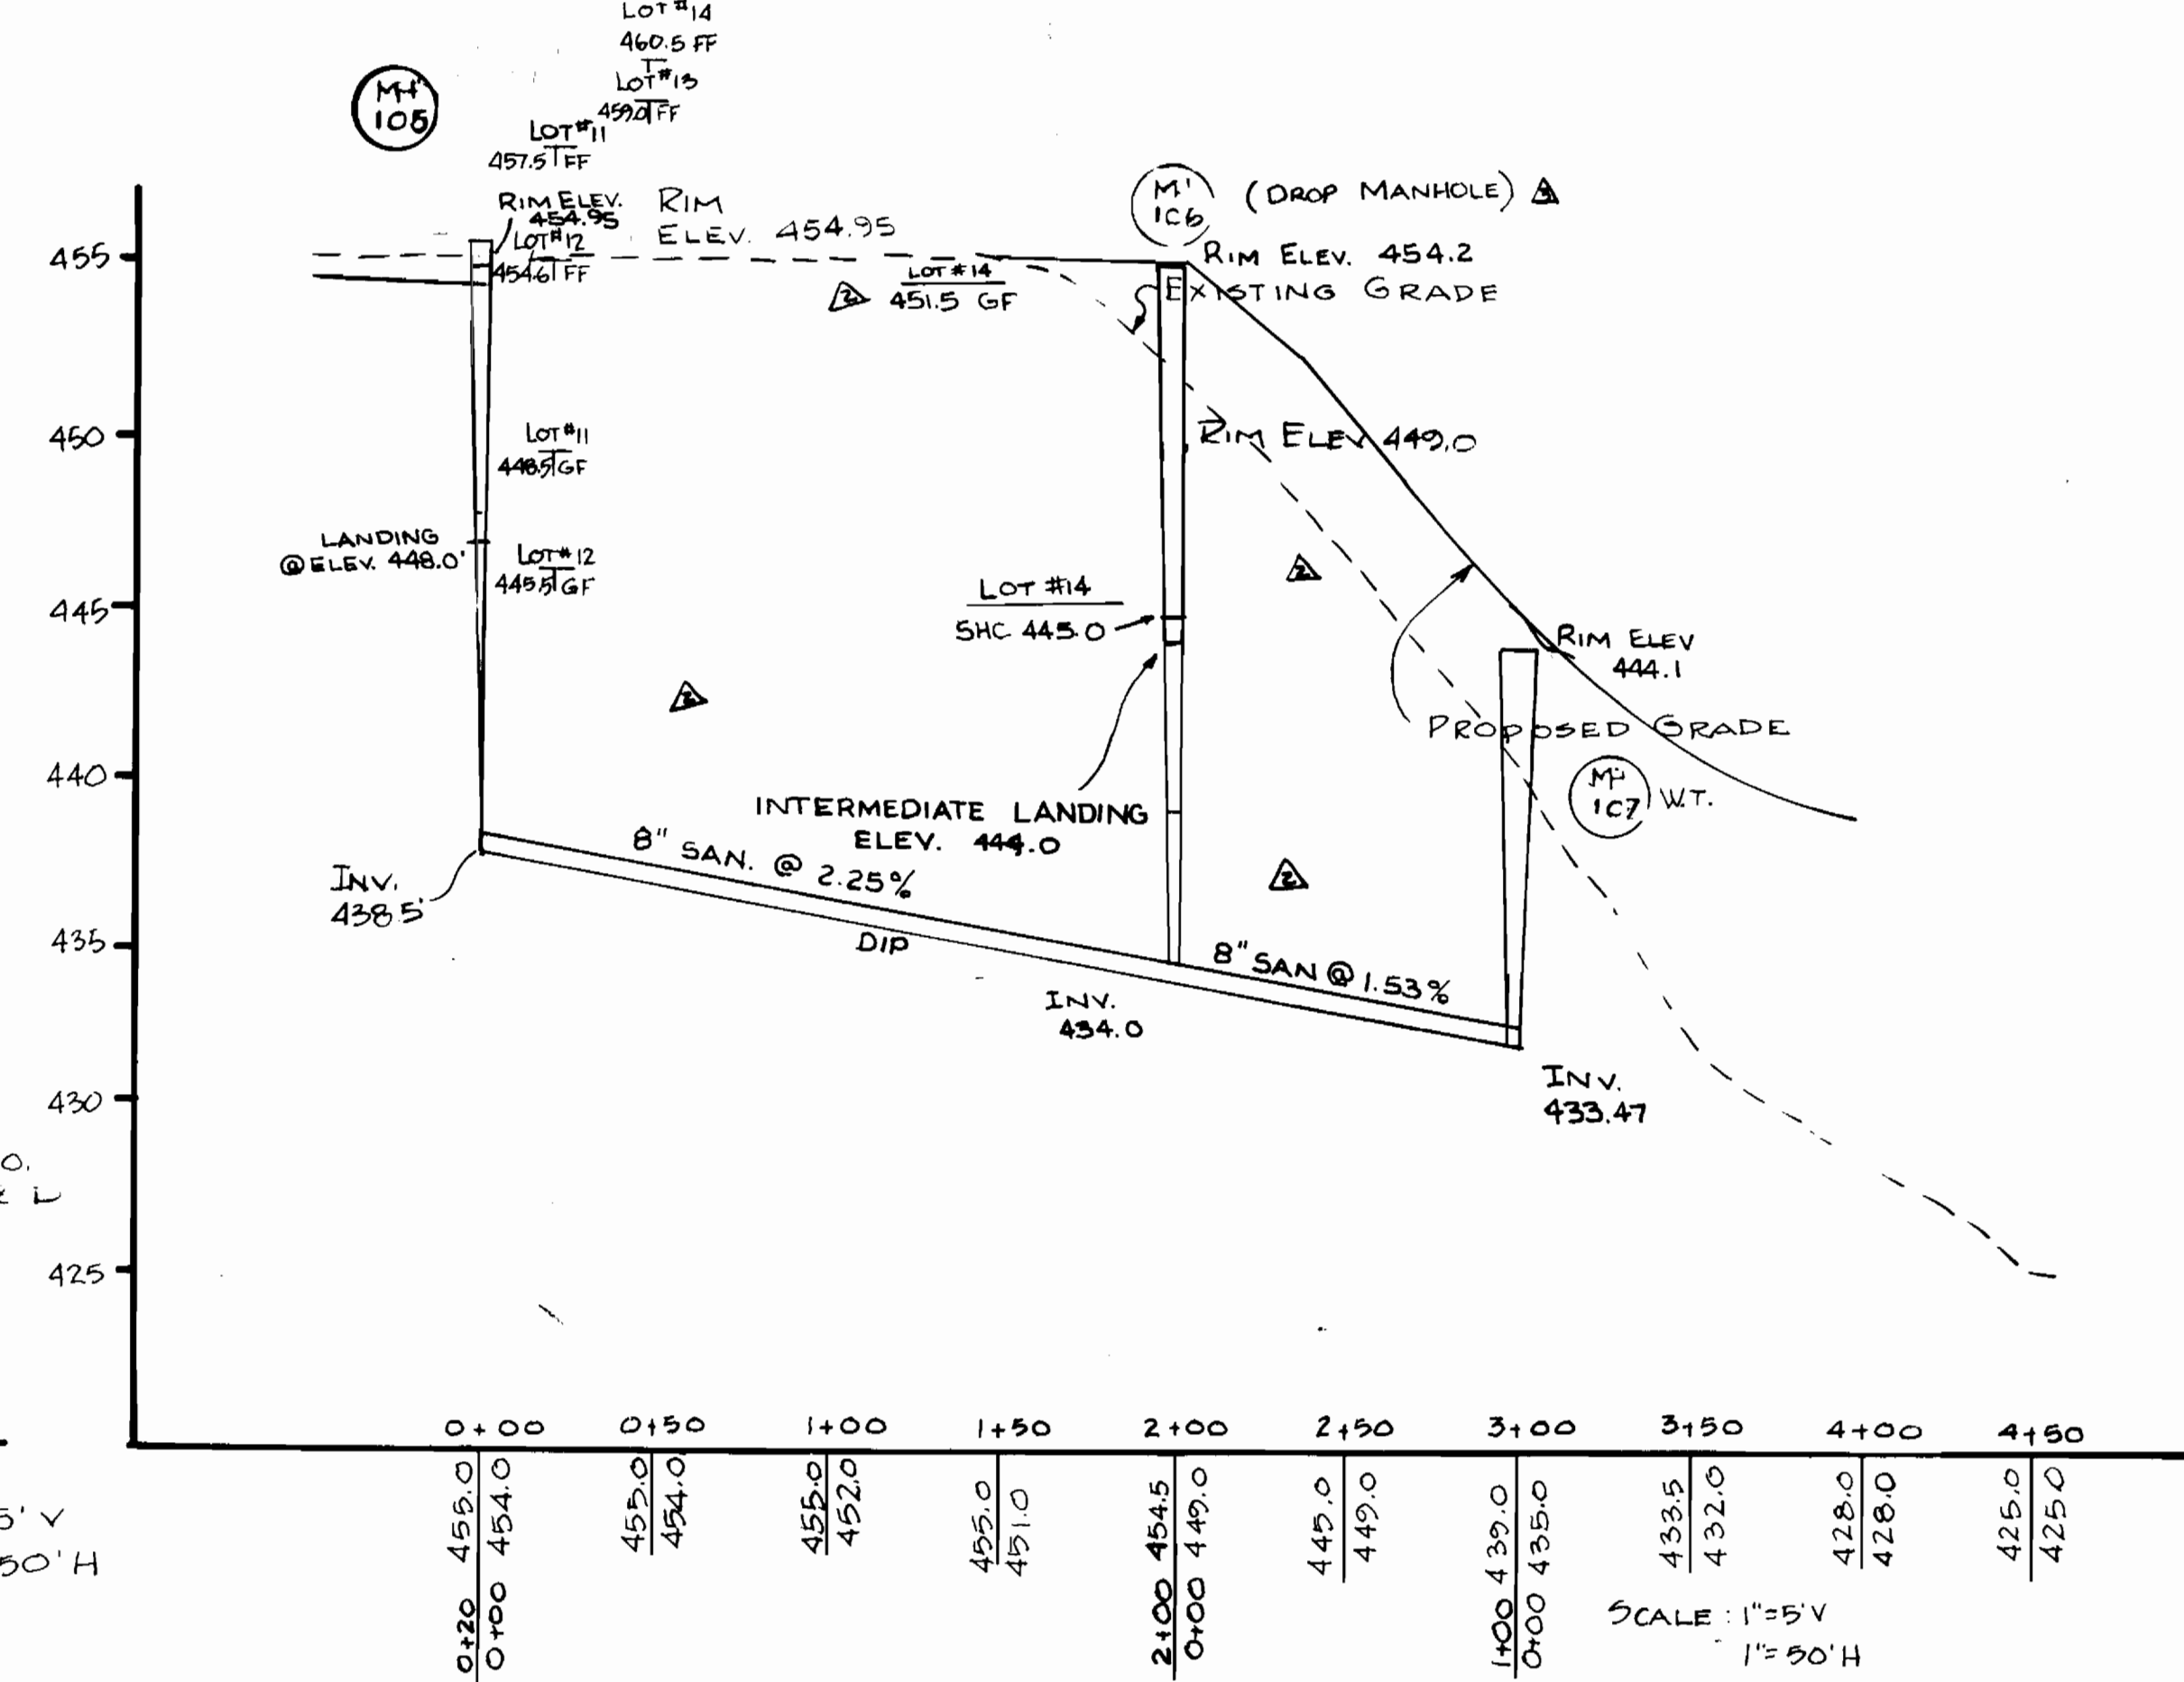 LOT #14
460.5 FF
LOT #13
459.0 FF
MH
105
LOT #11
457.5 FF
RIM ELEV.
454.95
RIM
ELEV. 454.95
LOT #12
454.6 FF
(DROP MANHOLE) 3
RIM ELEV. 454.2
EXISTING GRADE
LOT #14
2 451.5 GF
455
450
445
440
435
430
425
RIM ELEV 449.0
LOT #11
448.5 GF
LANDING
@ ELEV. 448.0'
LOT #12
445.5 GF
LOT #14
SHC 445.0
2
RIM ELEV
444.1
2
PROPOSED GRADE
W.T.
INTERMEDIATE LANDING
ELEV. 444.0
8" SAN. @ 2.25%
DIP
INV.
438.5'
2
8" SAN @ 1.53%
INV.
434.0
INV.
433.47
0+00 0+50 1+00 1+50 2+00 2+50 3+00 3+50 4+00 4+50
455.0 454.0
455.0 454.0
455.0 452.0
455.0 451.0
454.5 449.0
445.0 449.0
439.0 435.0
433.5 432.0
428.0 428.0
425.0 425.0
0+20 0+00
2+00 0+00
1+00 0+00
SCALE : 1"=5'V
1"=50'H
5' V
50'H